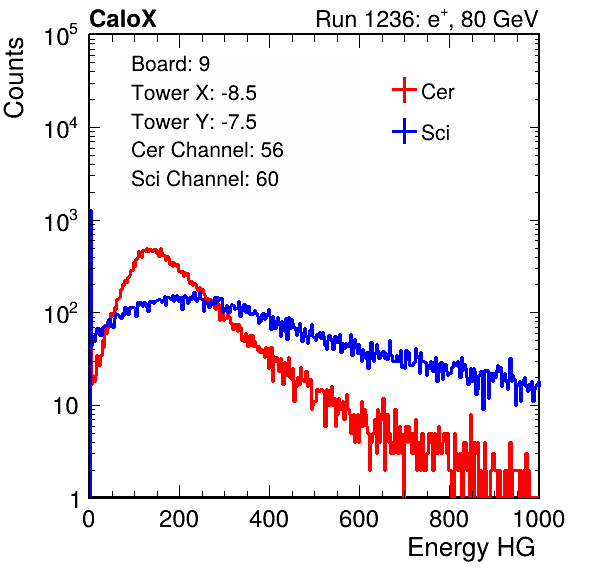 CaloX Run 1236: e⁺, 80 GeV
Counts
Board: 9
Tower X: -8.5
Tower Y: -7.5
Cer Channel: 56
Sci Channel: 60
Cer
Sci
10⁵
10⁴
10³
10²
10
1
0 200 400 600 800 1000
Energy HG